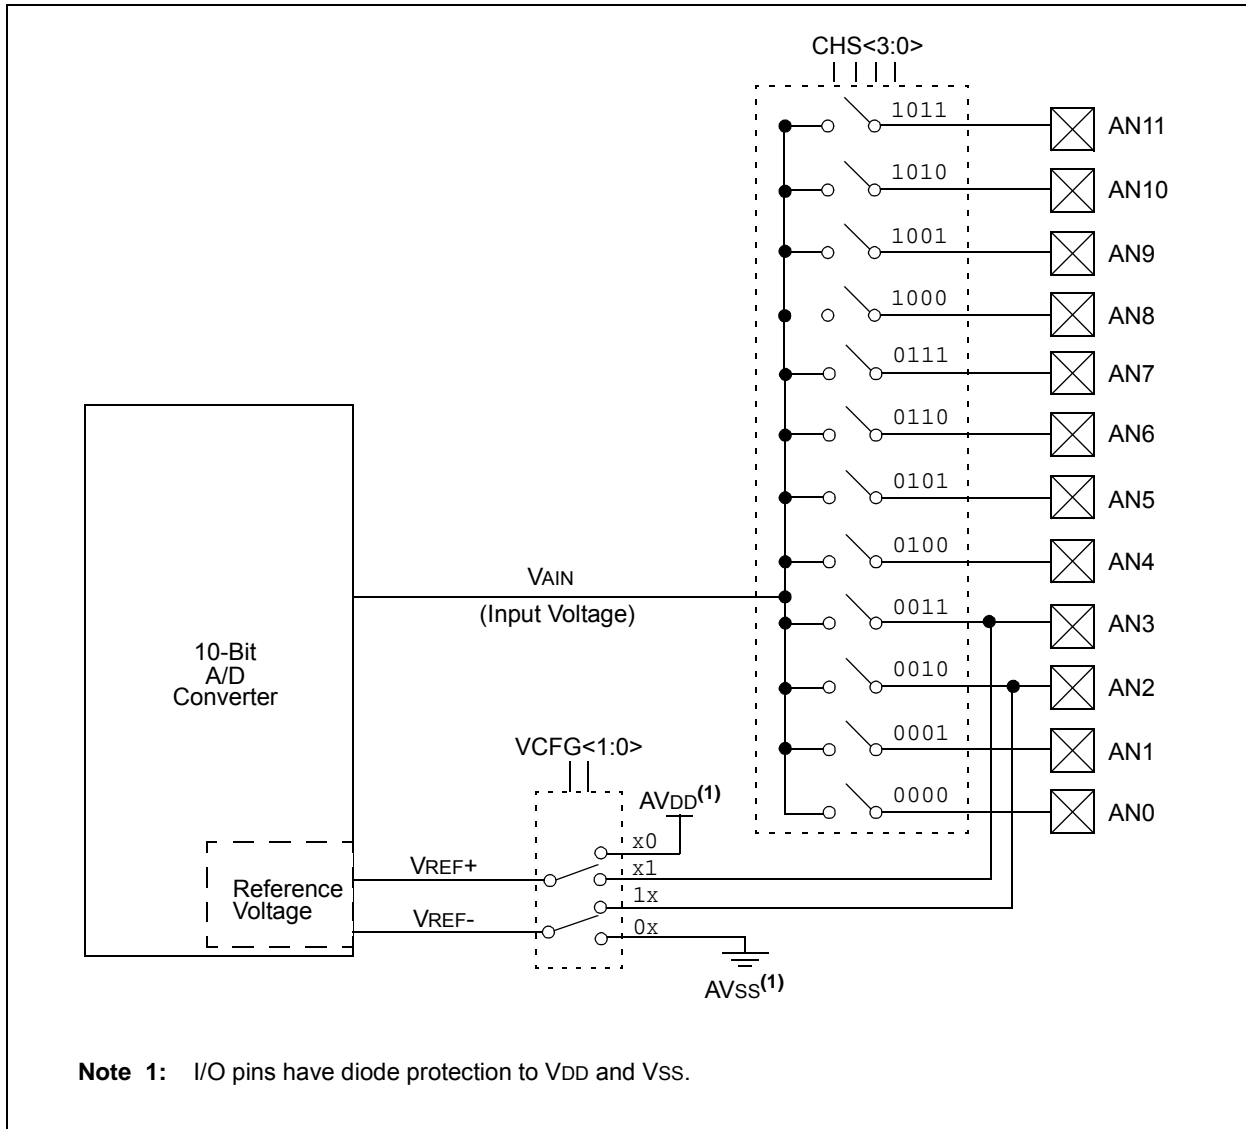 CHS<3:0>
1011 AN11
1010 AN10
1001 AN9
1000 AN8
0111 AN7
0110 AN6
0101 AN5
0100 AN4
VAIN
(Input Voltage)
0011 AN3
10-Bit
A/D
Converter
0010 AN2
0001 AN1
VCFG<1:0>
0000 AN0
AVDD(1)
x0
VREF+
x1
Reference
Voltage
1x
VREF-
0x
AVSS(1)
Note 1: I/O pins have diode protection to VDD and VSS.